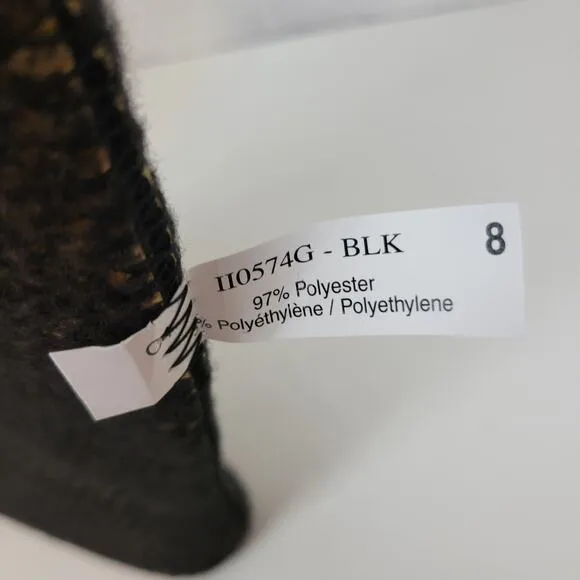 II0574G - BLK
8
97% Polyester
% Polyéthylène / Polyethylene